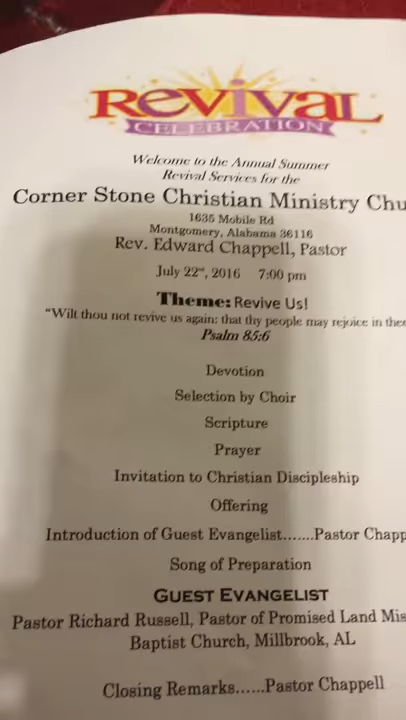 REVIVAL
CELEBRATION
Welcome to the Annual Summer
Revival Services for the
Corner Stone Christian Ministry Chu
1635 Mobile Rd
Montgomery, Alabama 36116
Rev. Edward Chappell, Pastor
July 22nd, 2016 7:00 pm
Theme: Revive Us!
"Wilt thou not revive us again: that thy people may rejoice in thee
Psalm 85:6
Devotion
Selection by Choir
Scripture
Prayer
Invitation to Christian Discipleship
Offering
Introduction of Guest Evangelist.......Pastor Chapp
Song of Preparation
GUEST EVANGELIST
Pastor Richard Russell, Pastor of Promised Land Mis
Baptist Church, Millbrook, AL
Closing Remarks......Pastor Chappell